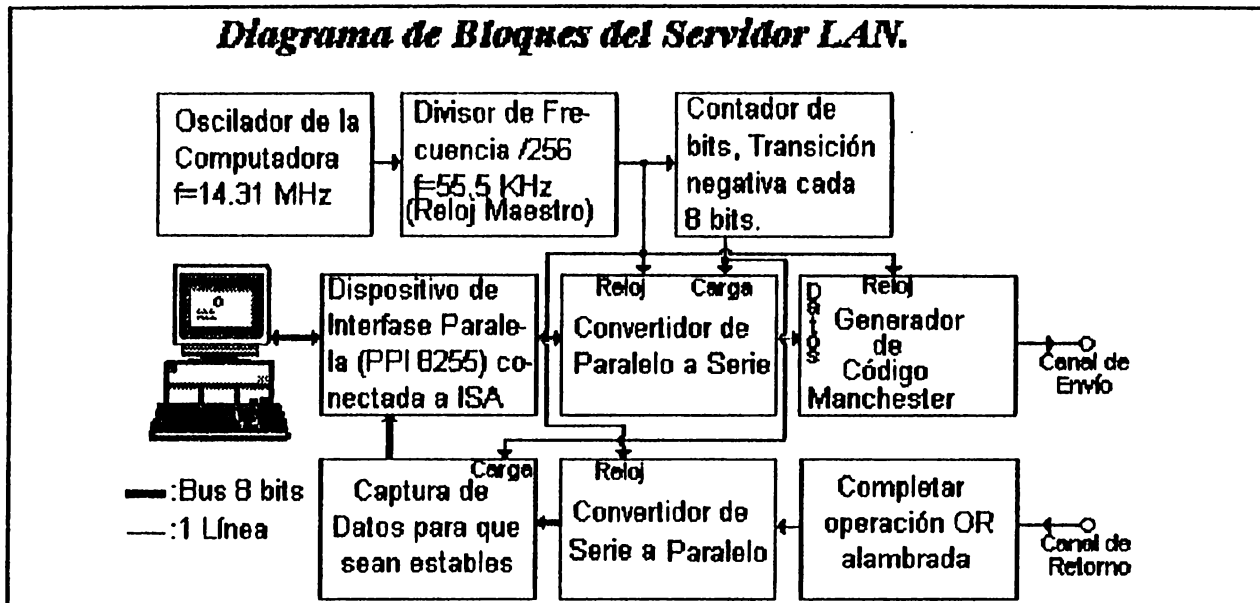 Diagrama de Bloques del Servidor LAN.
Oscilador de la
Computadora
f=14.31 MHz
Divisor de Fre-
cuencia /256
f=55.5 KHz
(Reloj Maestro)
Contador de
bits, Transición
negativa cada
8 bits.
Dispositivo de
Interfase Parale-
la (PPI 8255) co-
nectada a ISA
Reloj
Carga
Convertidor de
Paralelo a Serie
Datos
Reloj
Generador
de
Código
Manchester
Canal de
Envío
:Bus 8 bits
:1 Línea
Carga
Captura de
Datos para que
sean estables
Reloj
Convertidor de
Serie a Paralelo
Completar
operación OR
alambrada
Canal de
Retorno